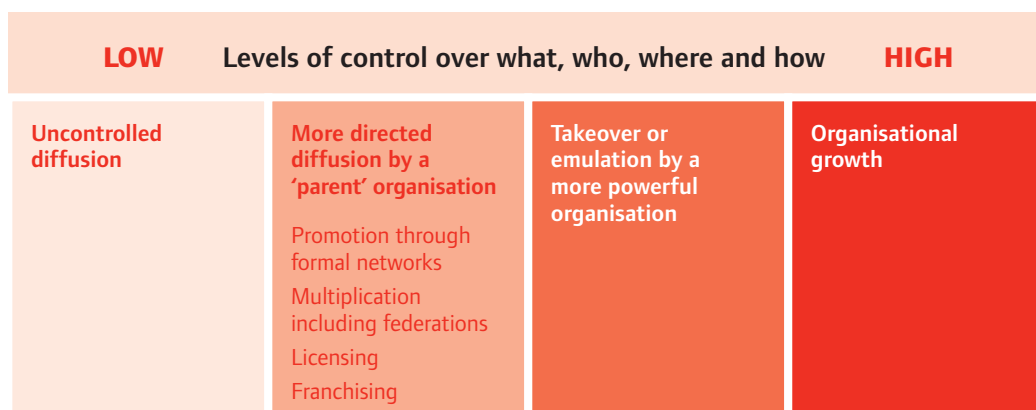 LOW Levels of control over what, who, where and how HIGH
Uncontrolled
diffusion
More directed
diffusion by a
‘parent’ organisation
Promotion through
formal networks
Multiplication
including federations
Licensing
Franchising
Takeover or
emulation by a
more powerful
organisation
Organisational
growth